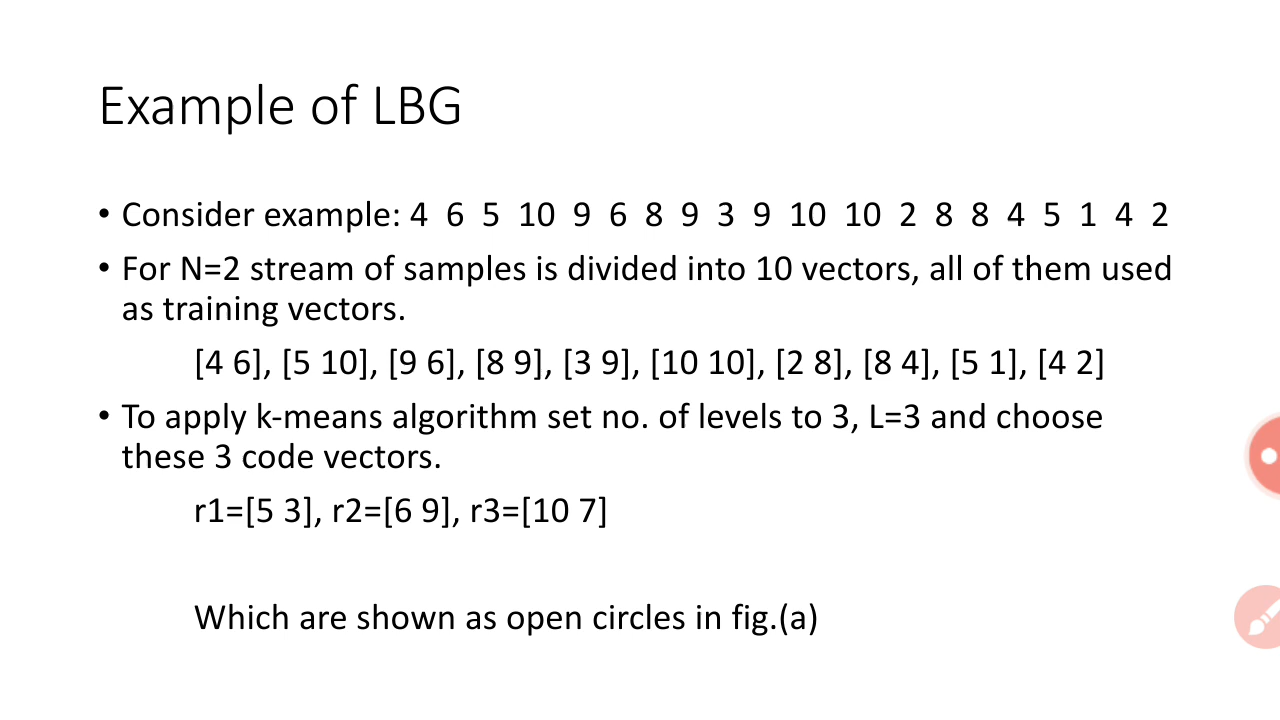 Example of LBG
• Consider example: 4 6 5 10 9 6 8 9 3 9 10 10 2 8 8 4 5 1 4 2
• For N=2 stream of samples is divided into 10 vectors, all of them used
as training vectors.
[4 6], [5 10], [9 6], [8 9], [3 9], [10 10], [2 8], [8 4], [5 1], [4 2]
• To apply k-means algorithm set no. of levels to 3, L=3 and choose
these 3 code vectors.
r1=[5 3], r2=[6 9], r3=[10 7]
Which are shown as open circles in fig.(a)